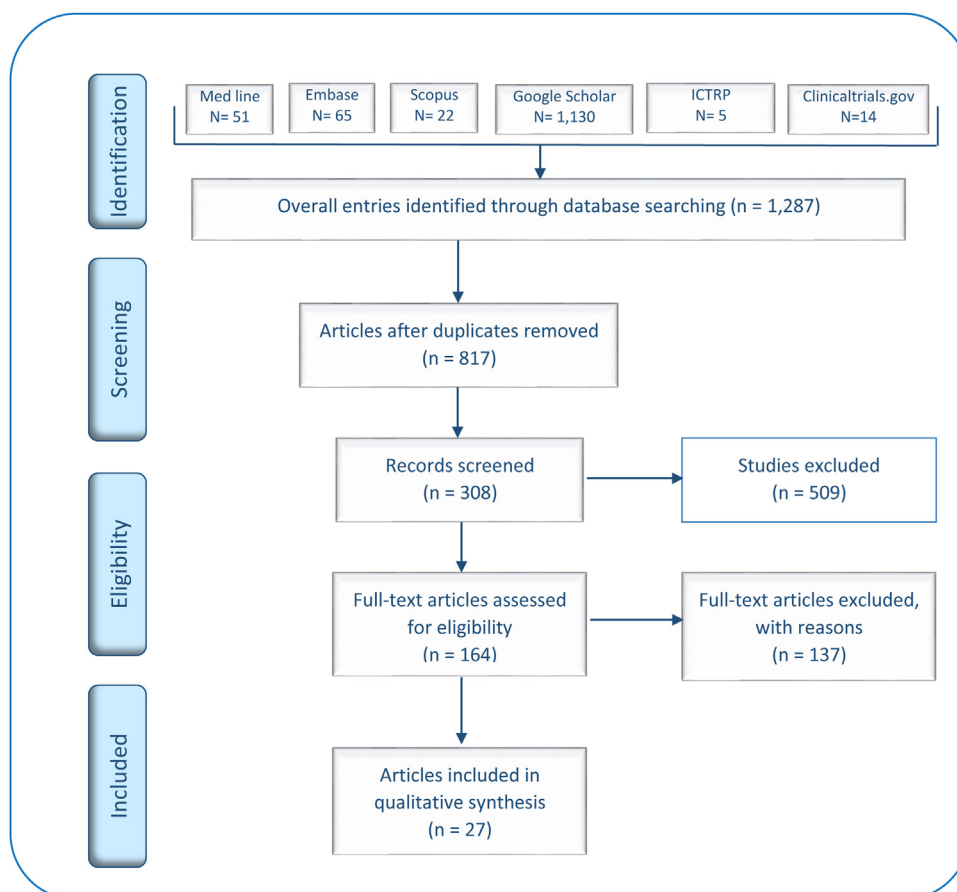 Identification
Med line
N= 51
Embase
N= 65
Scopus
N= 22
Google Scholar
N= 1,130
ICTRP
N= 5
Clinicaltrials.gov
N=14
Overall entries identified through database searching (n = 1,287)
Screening
Articles after duplicates removed
(n = 817)
Records screened
(n = 308)
Studies excluded
(n = 509)
Eligibility
Full-text articles assessed
for eligibility
(n = 164)
Full-text articles excluded,
with reasons
(n = 137)
Included
Articles included in
qualitative synthesis
(n = 27)